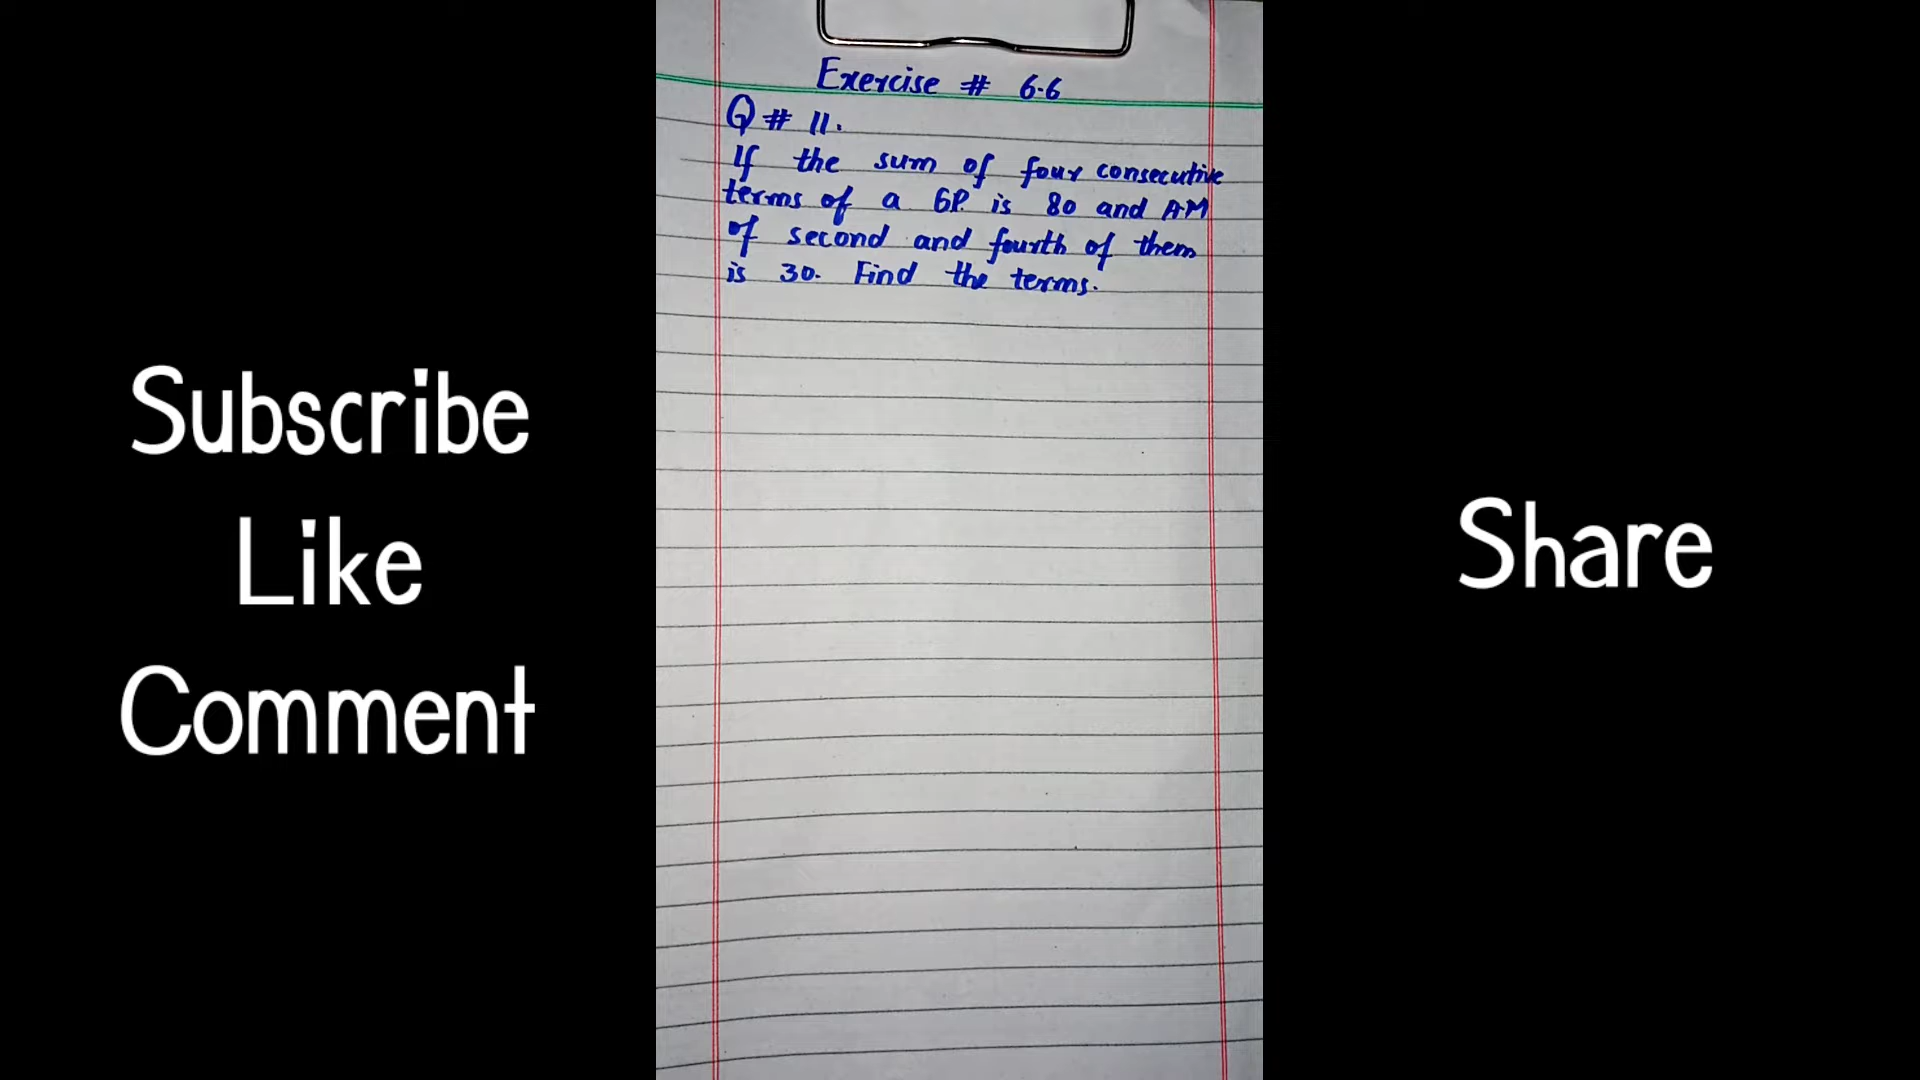 Exercise # 6.6
Q # 11.
If the sum of four consecutive
terms of a GP. is 80 and AM
of second and fourth of them
is 30. Find the terms.
Subscribe
Like
Comment
Share